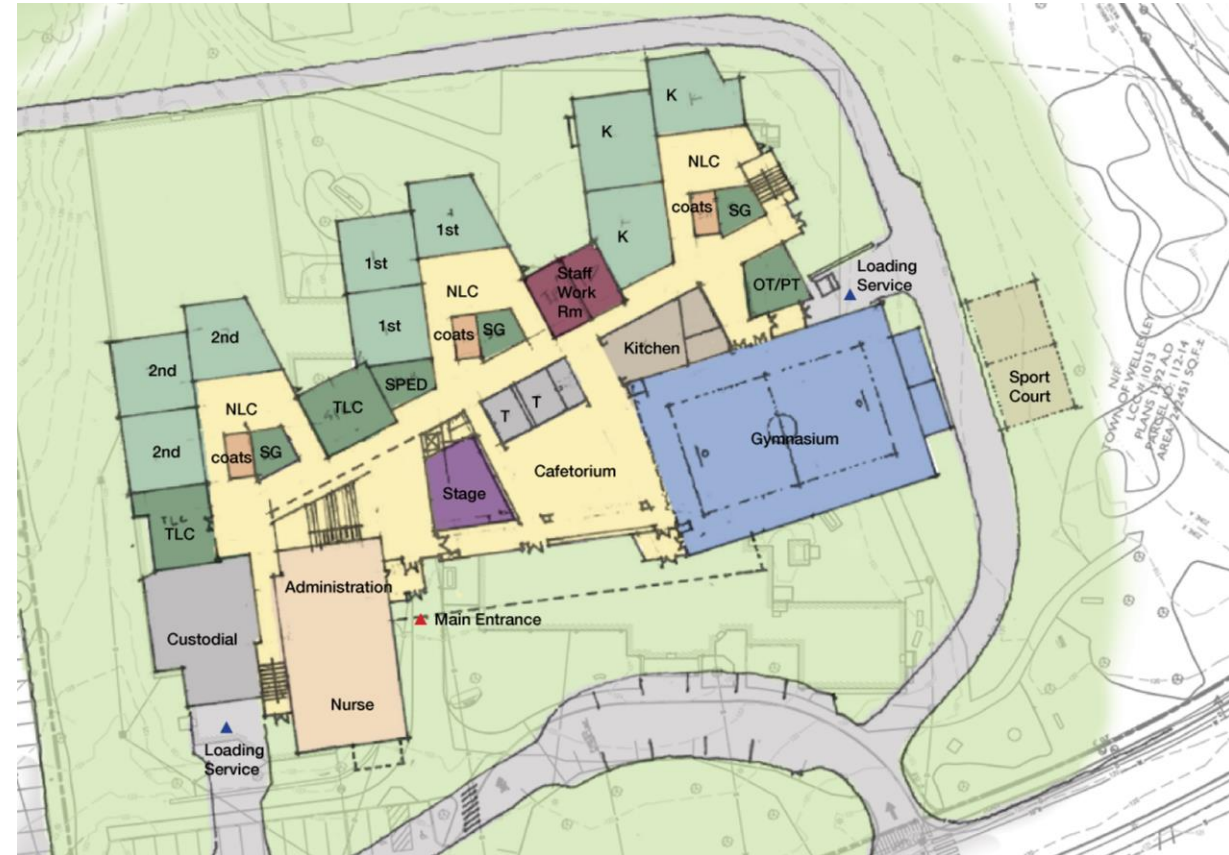 K
K
NLC
coats
SG
K
1st
1st
NLC
Staff
Work
Rm
OT/PT
Loading
Service
1st
coats
SG
Kitchen
2nd
2nd
SPED
Sport
Court
NLC
TLC
T
T
Gymnasium
2nd
coats
SG
Cafetorium
Stage
TLC
Administration
Main Entrance
Custodial
Nurse
Loading
Service
N/F
TOWN OF WELLESLEY